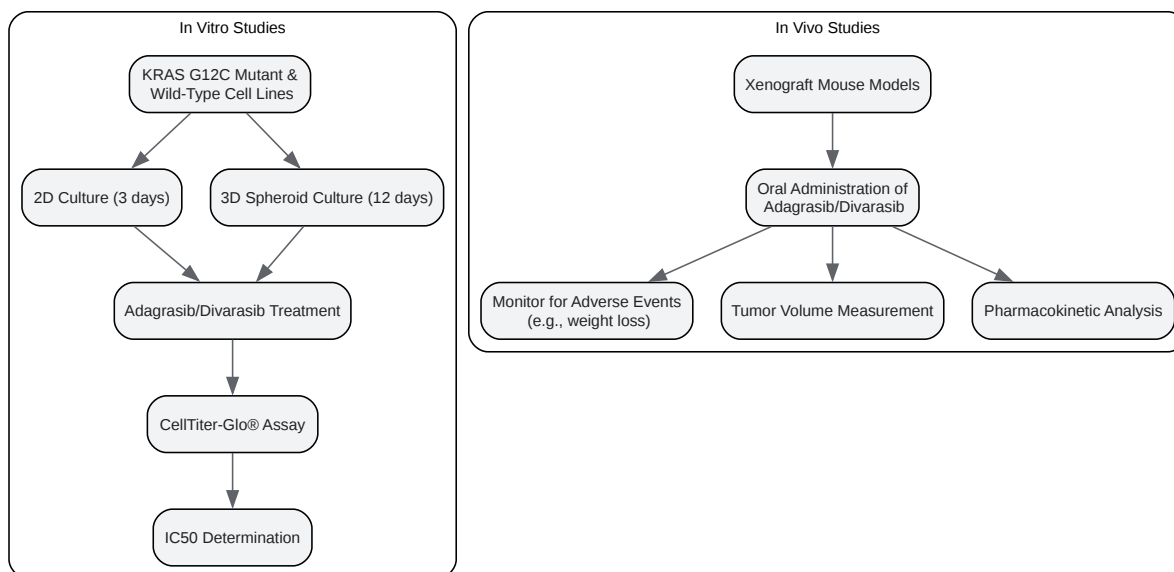 In Vitro Studies
KRAS G12C Mutant &
Wild-Type Cell Lines
2D Culture (3 days)
3D Spheroid Culture (12 days)
Adagrasib/Divarasib Treatment
CellTiter-Glo® Assay
IC50 Determination
In Vivo Studies
Xenograft Mouse Models
Oral Administration of
Adagrasib/Divarasib
Monitor for Adverse Events
(e.g., weight loss)
Tumor Volume Measurement
Pharmacokinetic Analysis